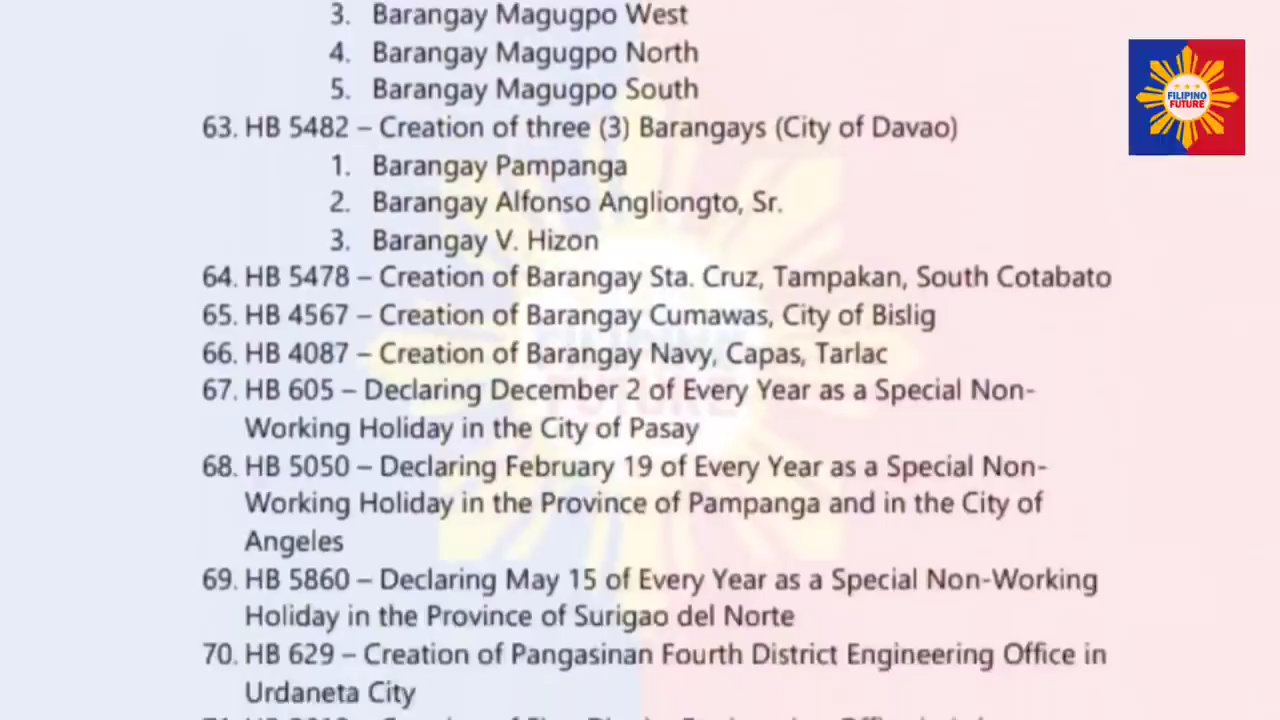 3. Barangay Magugpo West
4. Barangay Magugpo North
5. Barangay Magugpo South
63. HB 5482 – Creation of three (3) Barangays (City of Davao)
1. Barangay Pampanga
2. Barangay Alfonso Angliongto, Sr.
3. Barangay V. Hizon
64. HB 5478 – Creation of Barangay Sta. Cruz, Tampakan, South Cotabato
65. HB 4567 – Creation of Barangay Cumawas, City of Bislig
66. HB 4087 – Creation of Barangay Navy, Capas, Tarlac
67. HB 605 – Declaring December 2 of Every Year as a Special Non-
Working Holiday in the City of Pasay
68. HB 5050 – Declaring February 19 of Every Year as a Special Non-
Working Holiday in the Province of Pampanga and in the City of
Angeles
69. HB 5860 – Declaring May 15 of Every Year as a Special Non-Working
Holiday in the Province of Surigao del Norte
70. HB 629 – Creation of Pangasinan Fourth District Engineering Office in
Urdaneta City
FILIPINO
FUTURE